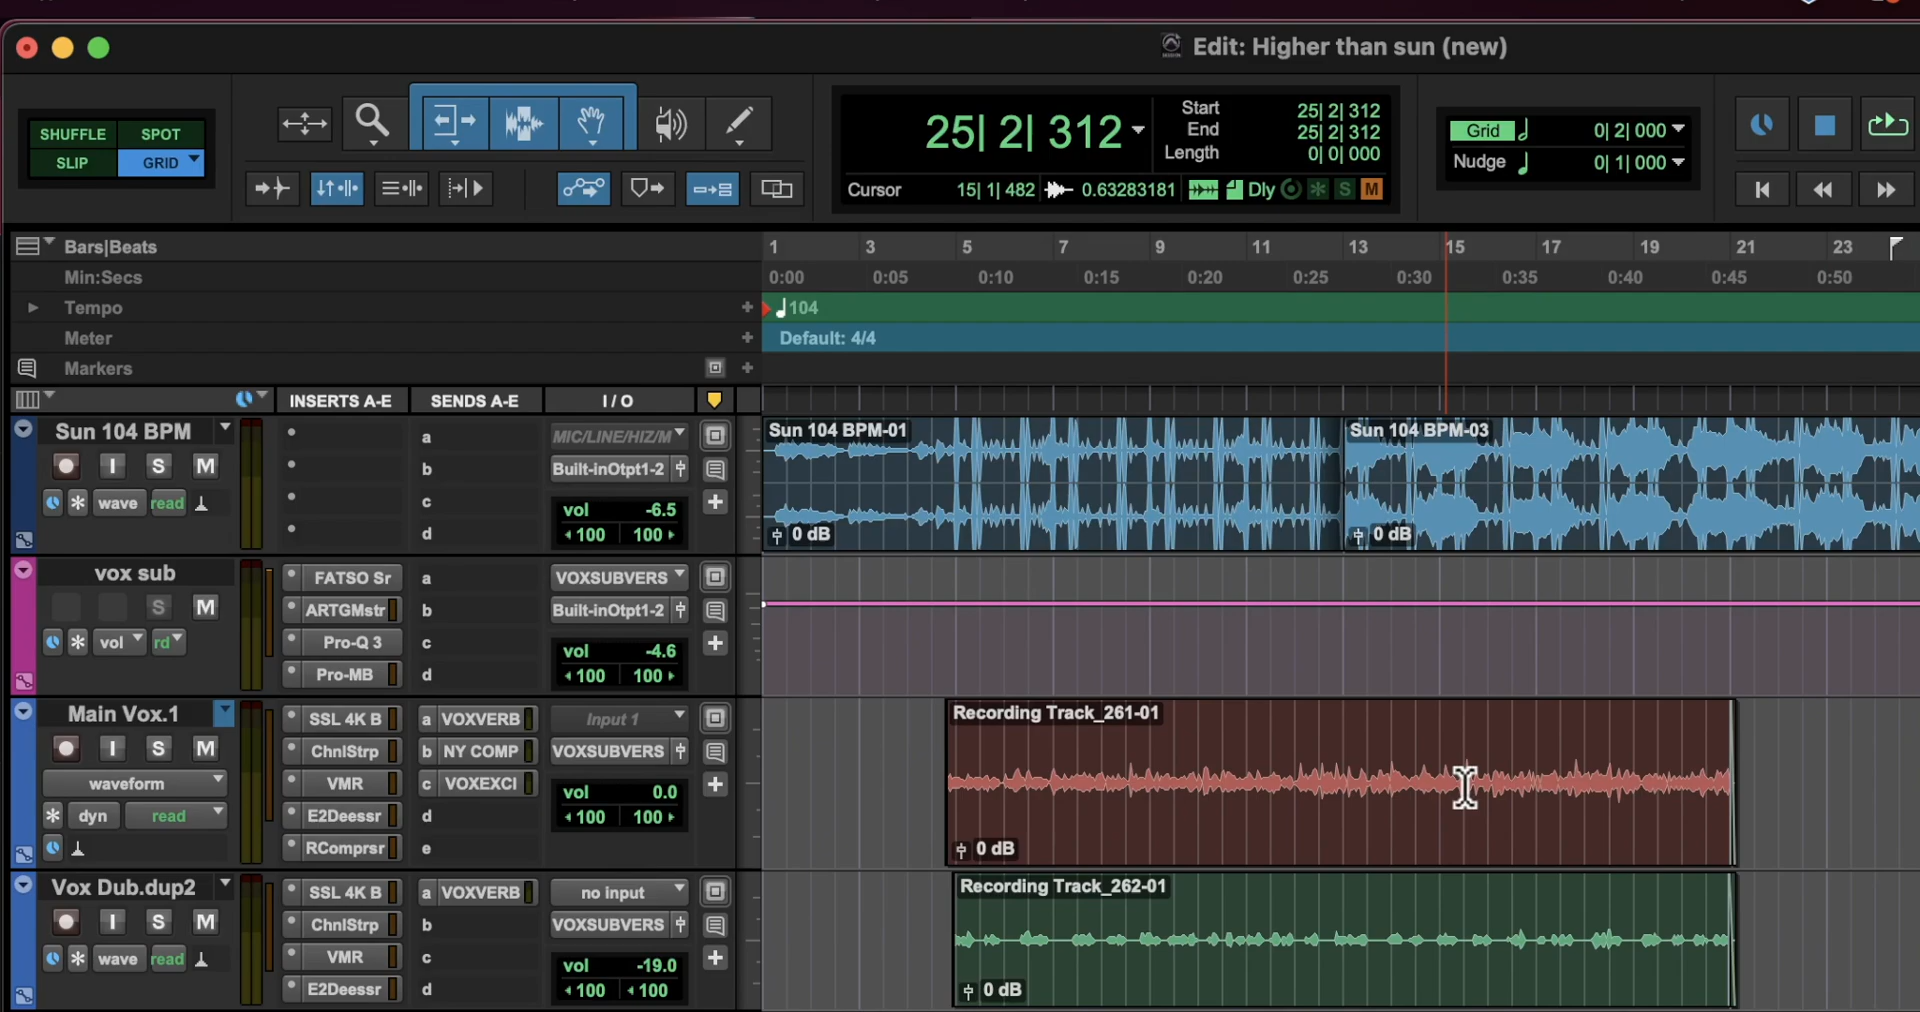 Edit: Higher than sun (new)
SHUFFLE SPOT
SLIP GRID
25| 2| 312
Start 25| 2| 312
End 25| 2| 312
Length 0| 0| 000
Cursor 15| 1| 482 0.63283181 Dly S M
Grid 0| 2| 000
Nudge 0| 1| 000
Bars|Beats 1 3 5 7 9 11 13 15 17 19 21 23
Min:Secs 0:00 0:05 0:10 0:15 0:20 0:25 0:30 0:35 0:40 0:45 0:50
Tempo + 104
Meter + Default: 4/4
Markers +
INSERTS A-E SENDS A-E I / O
Sun 104 BPM a MIC/LINE/HIZ/M Sun 104 BPM-01 Sun 104 BPM-03
I S M b Built-inOtpt1-2
wave read c vol -6.5
d 100 100 0 dB 0 dB
vox sub FATSO Sr a VOXSUBVERS
S M ARTGMstr b Built-inOtpt1-2
vol rd Pro-Q 3 c vol -4.6
Pro-MB d 100 100
Main Vox.1 SSL 4K B a VOXVERB Input 1 Recording Track_261-01
I S M ChnlStrp b NY COMP VOXSUBVERS
waveform VMR c VOXEXCI vol 0.0
dyn read E2Deessr d 100 100
RComprsr e 0 dB
Vox Dub.dup2 SSL 4K B a VOXVERB no input Recording Track_262-01
I S M ChnlStrp b VOXSUBVERS
wave read VMR c vol -19.0
E2Deessr d 100 100 0 dB